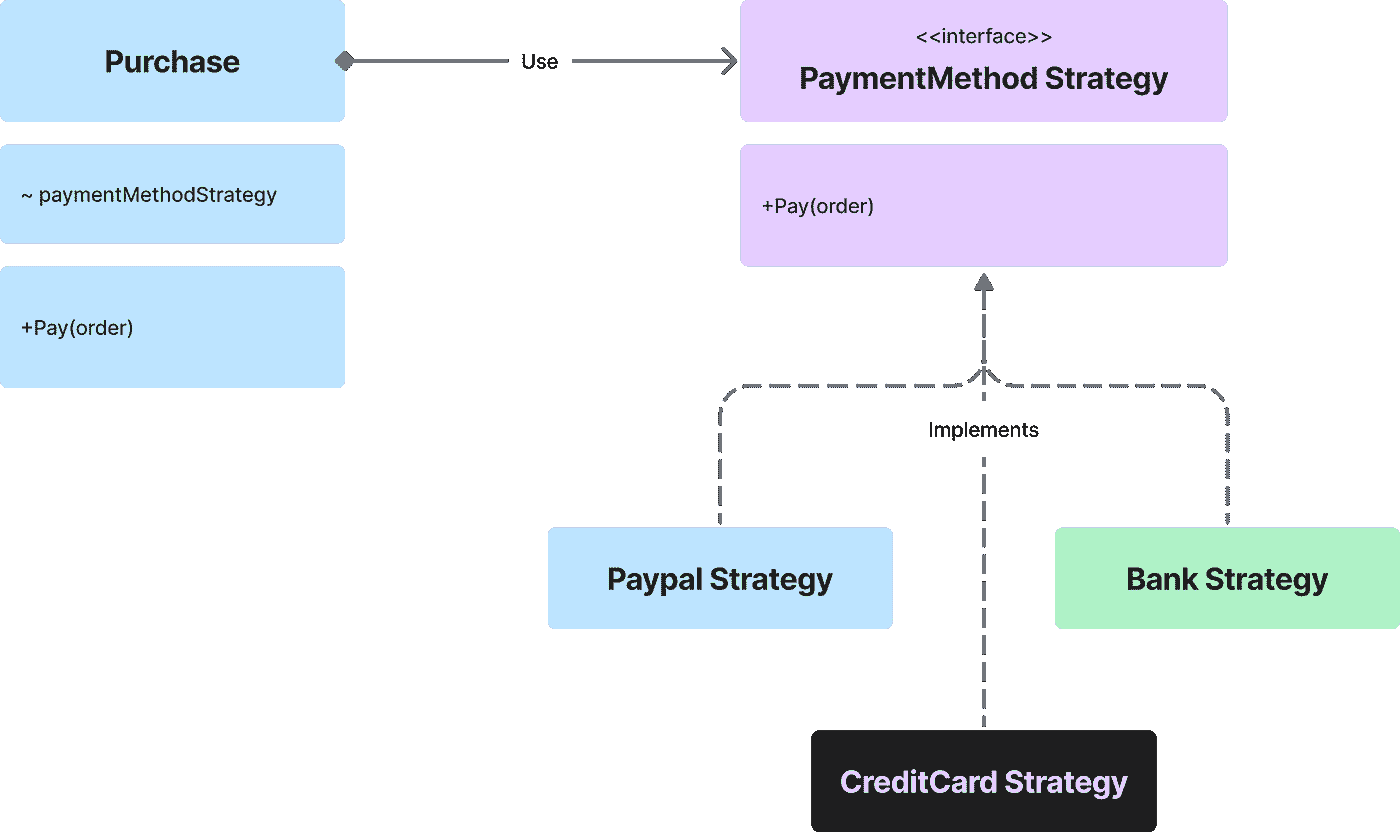 Purchase
Use
<<interface>>
PaymentMethod Strategy
~ paymentMethodStrategy
+Pay(order)
+Pay(order)
Implements
Paypal Strategy
Bank Strategy
CreditCard Strategy